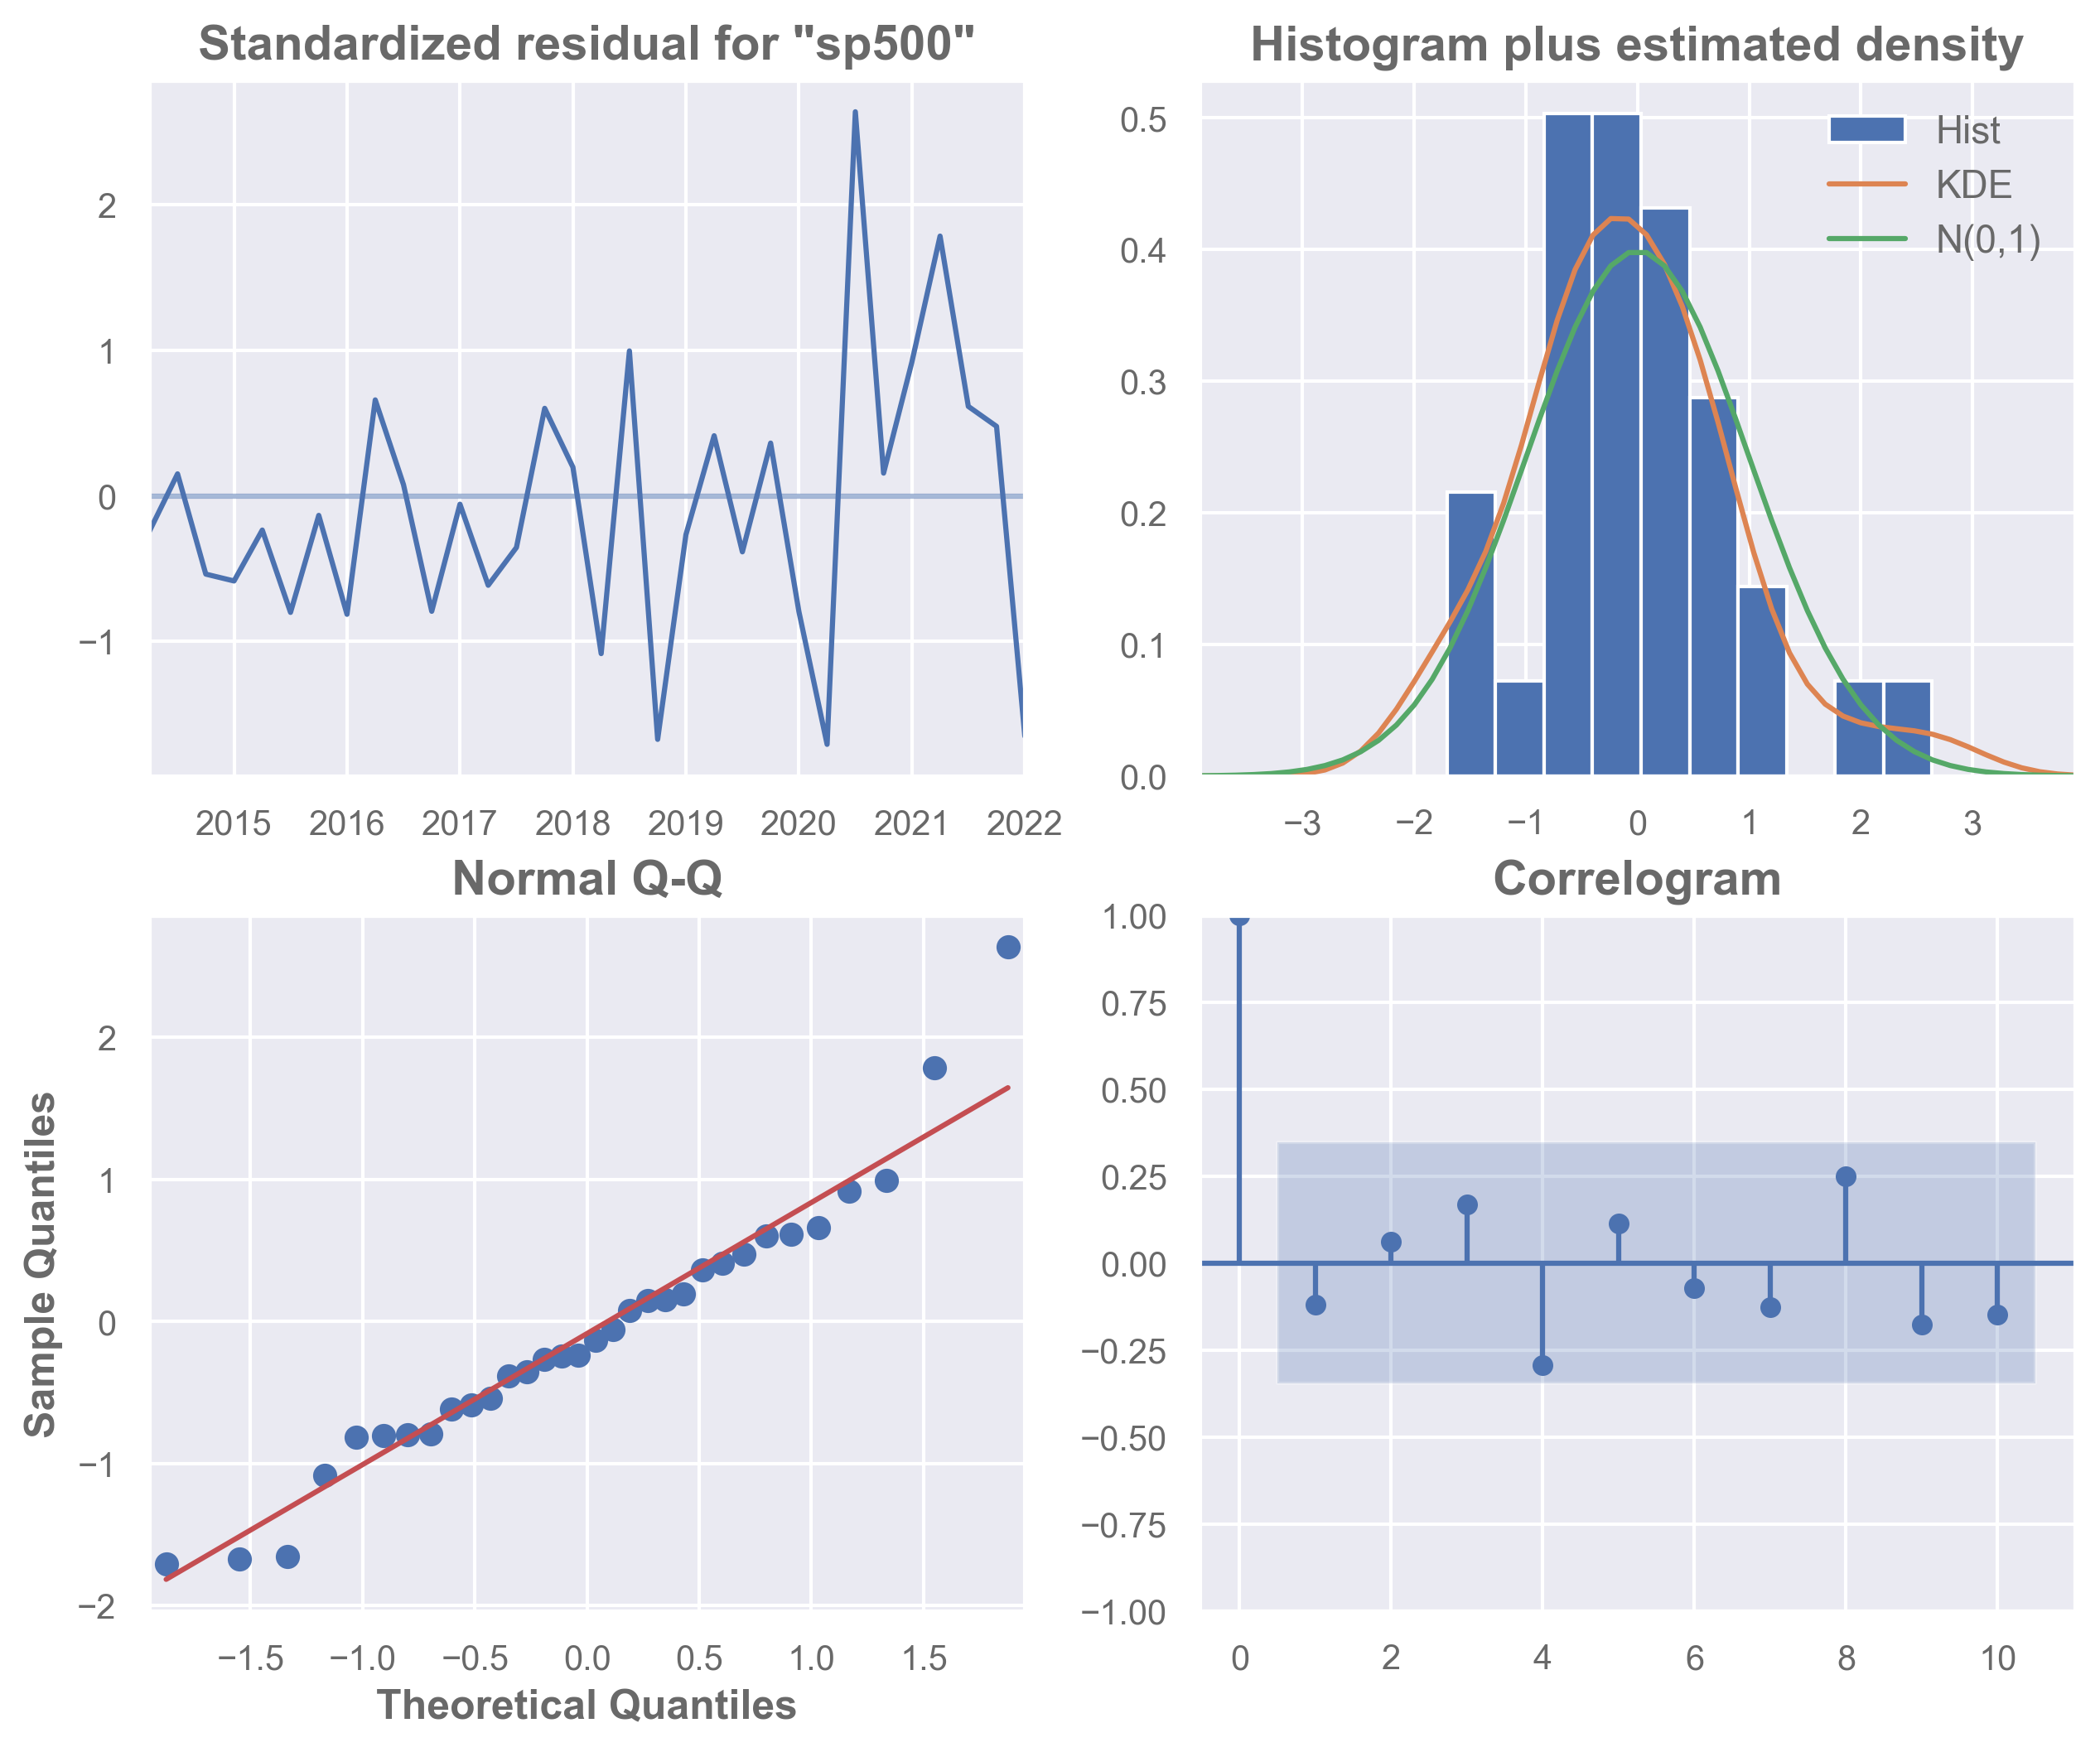 Standardized residual for "sp500"
2
1
0
−1
2015 2016 2017 2018 2019 2020 2021 2022
Histogram plus estimated density
0.5
0.4
0.3
0.2
0.1
0.0
Hist
KDE
N(0,1)
−3 −2 −1 0 1 2 3
Normal Q-Q
Sample Quantiles
2
1
0
−1
−2
−1.5 −1.0 −0.5 0.0 0.5 1.0 1.5
Theoretical Quantiles
Correlogram
1.00
0.75
0.50
0.25
0.00
−0.25
−0.50
−0.75
−1.00
0 2 4 6 8 10